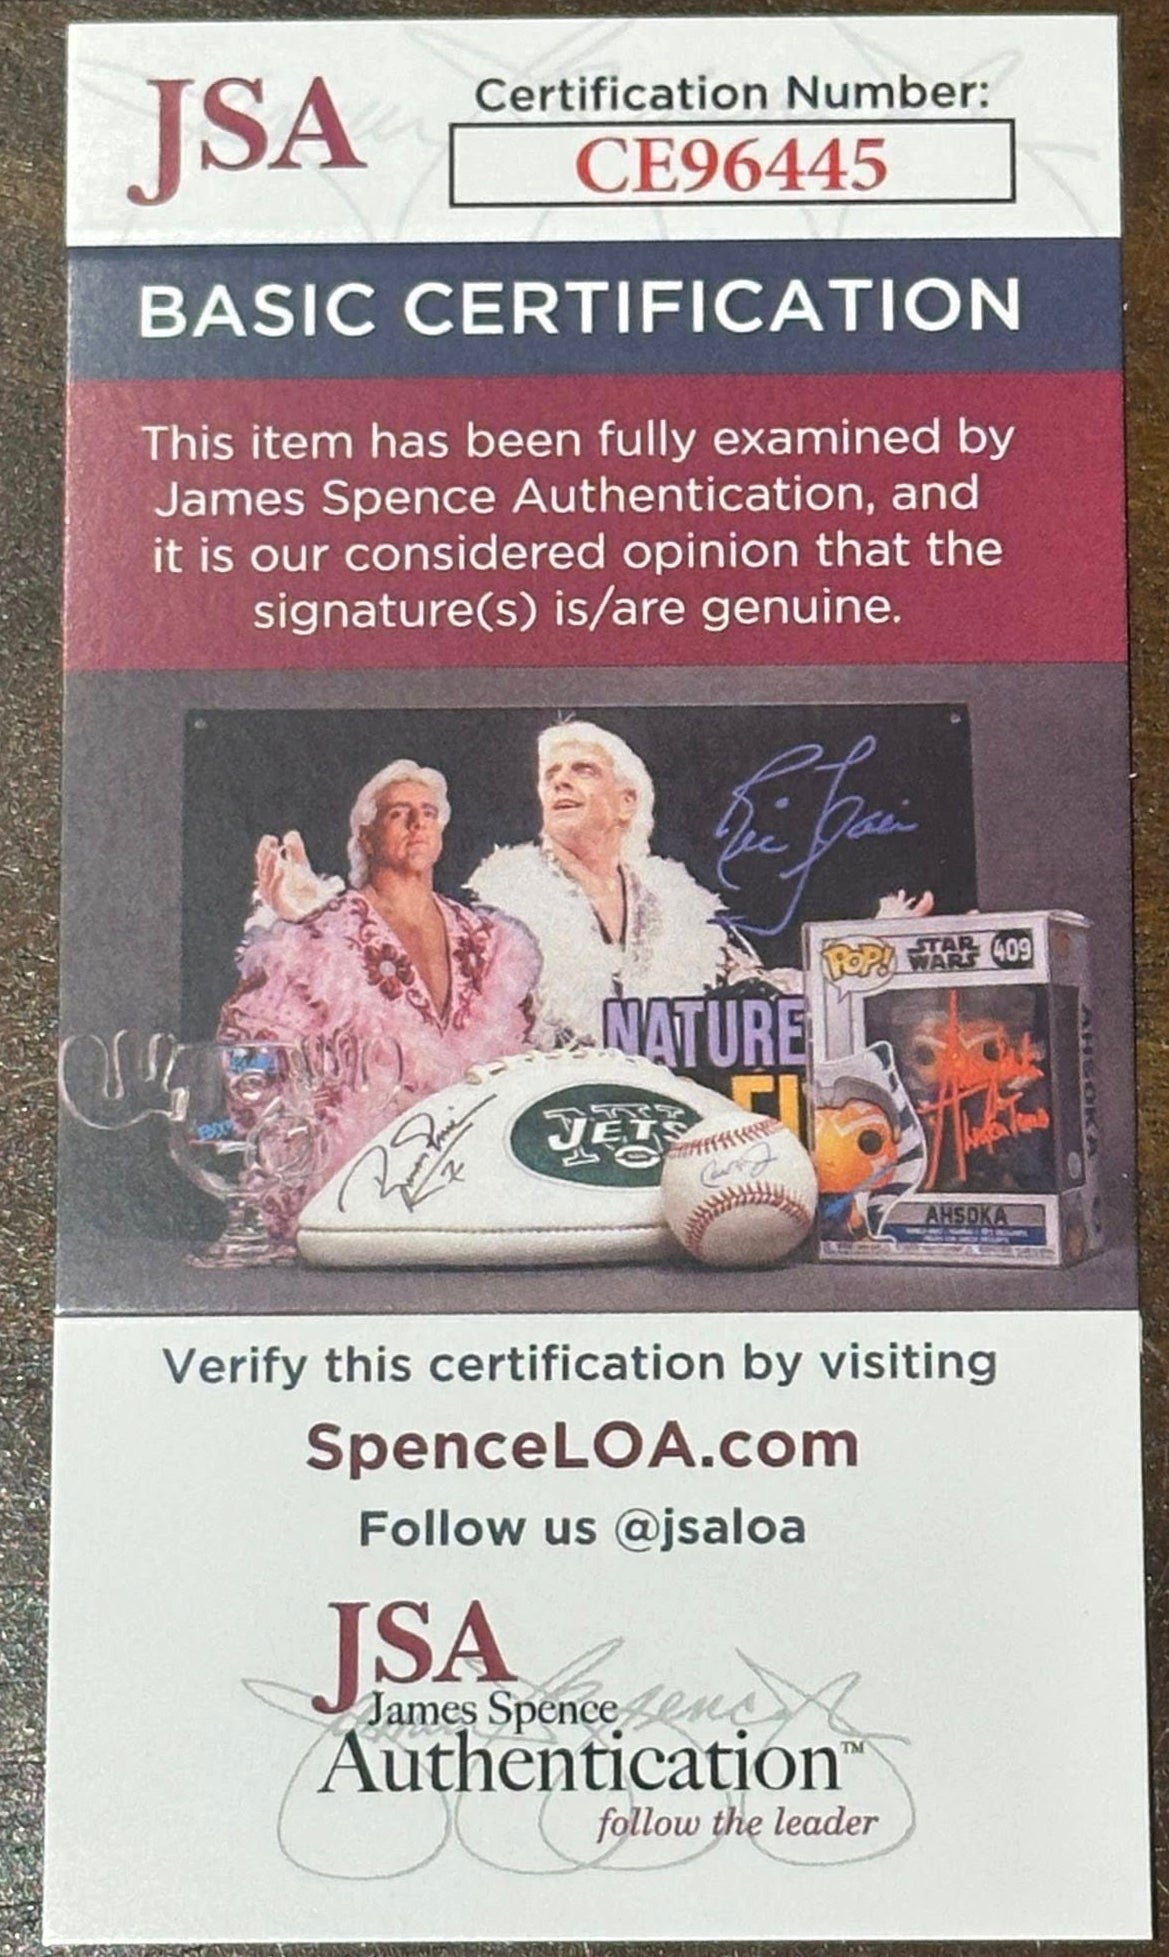 JSA
Certification Number:
CE96445
BASIC CERTIFICATION
This item has been fully examined by
James Spence Authentication, and
it is our considered opinion that the
signature(s) is/are genuine.
Ric Flair
POP! STAR WARS 409
NATURE
JETS
AHSOKA
AHSOKA
Verify this certification by visiting
SpenceLOA.com
Follow us @jsaloa
JSA
James Spence
Authentication™
follow the leader